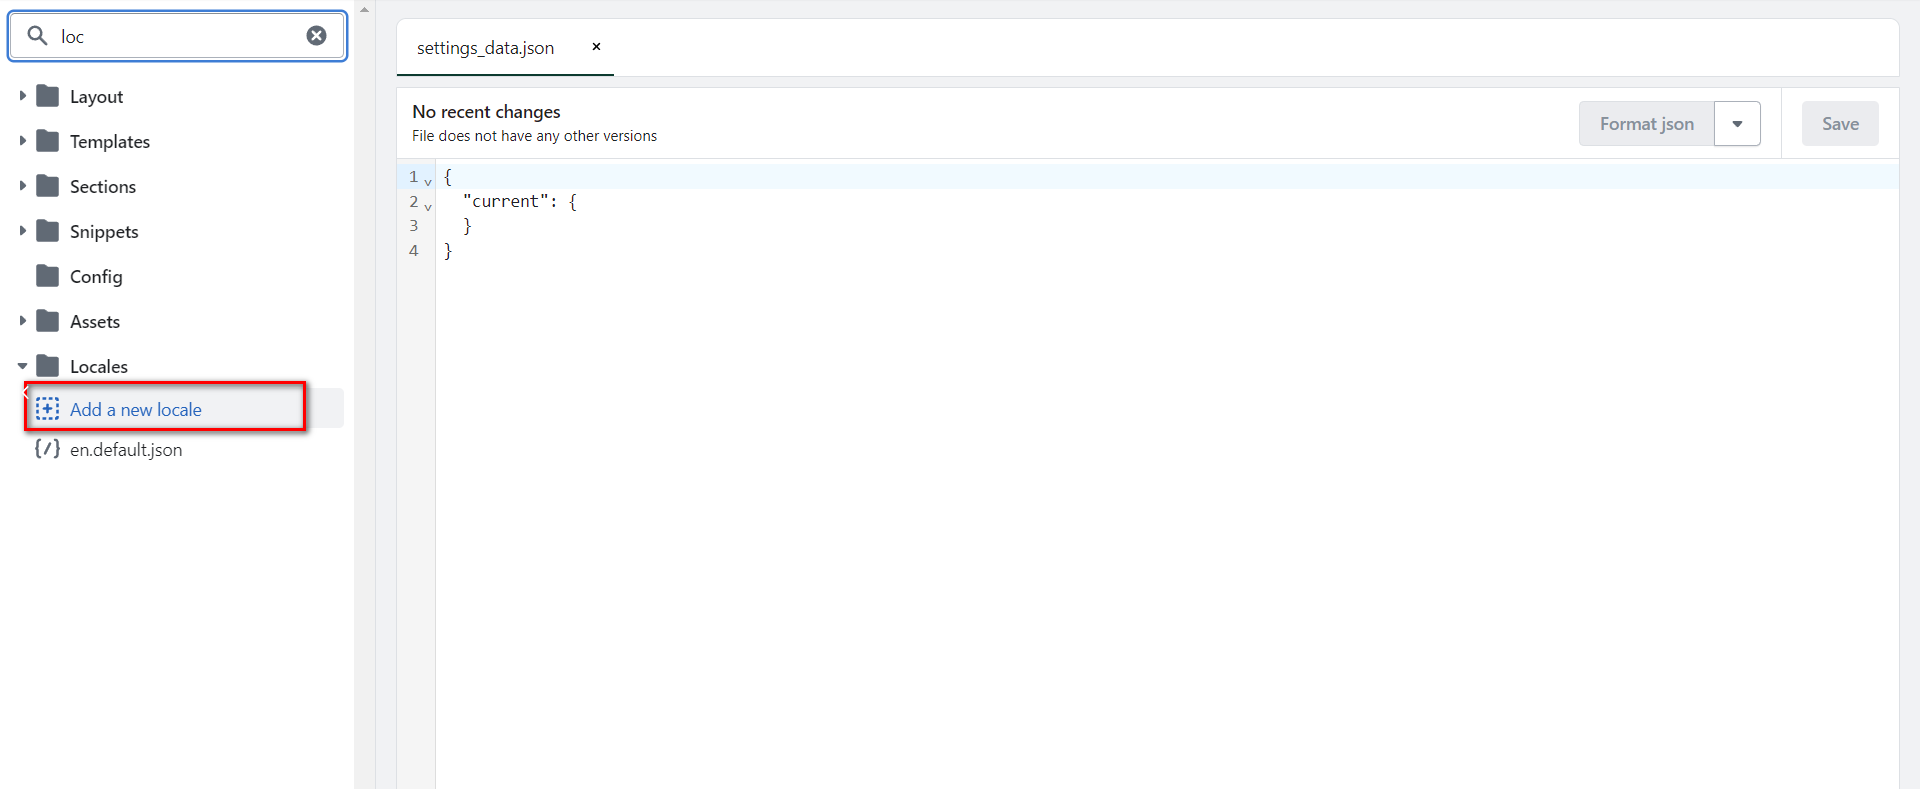 loc
Layout
Templates
Sections
Snippets
Config
Assets
Locales
Add a new locale
{/} en.default.json
settings_data.json ×
No recent changes
File does not have any other versions
Format json
Save
1 {
2 "current": {
3 }
4 }